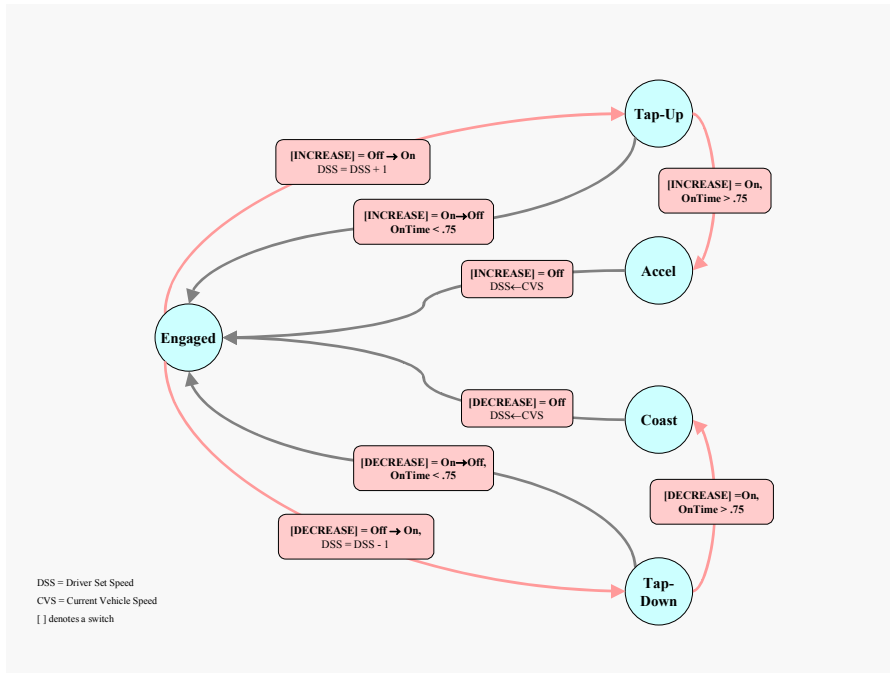 Tap-Up
[INCREASE] = Off → On
DSS = DSS + 1
[INCREASE] = On,
OnTime > .75
[INCREASE] = On→Off
OnTime < .75
[INCREASE] = Off
DSS←CVS
Accel
Engaged
[DECREASE] = Off
DSS←CVS
Coast
[DECREASE] = On→Off,
OnTime < .75
[DECREASE] =On,
OnTime > .75
[DECREASE] = Off → On,
DSS = DSS - 1
Tap-
Down
DSS = Driver Set Speed
CVS = Current Vehicle Speed
[ ] denotes a switch